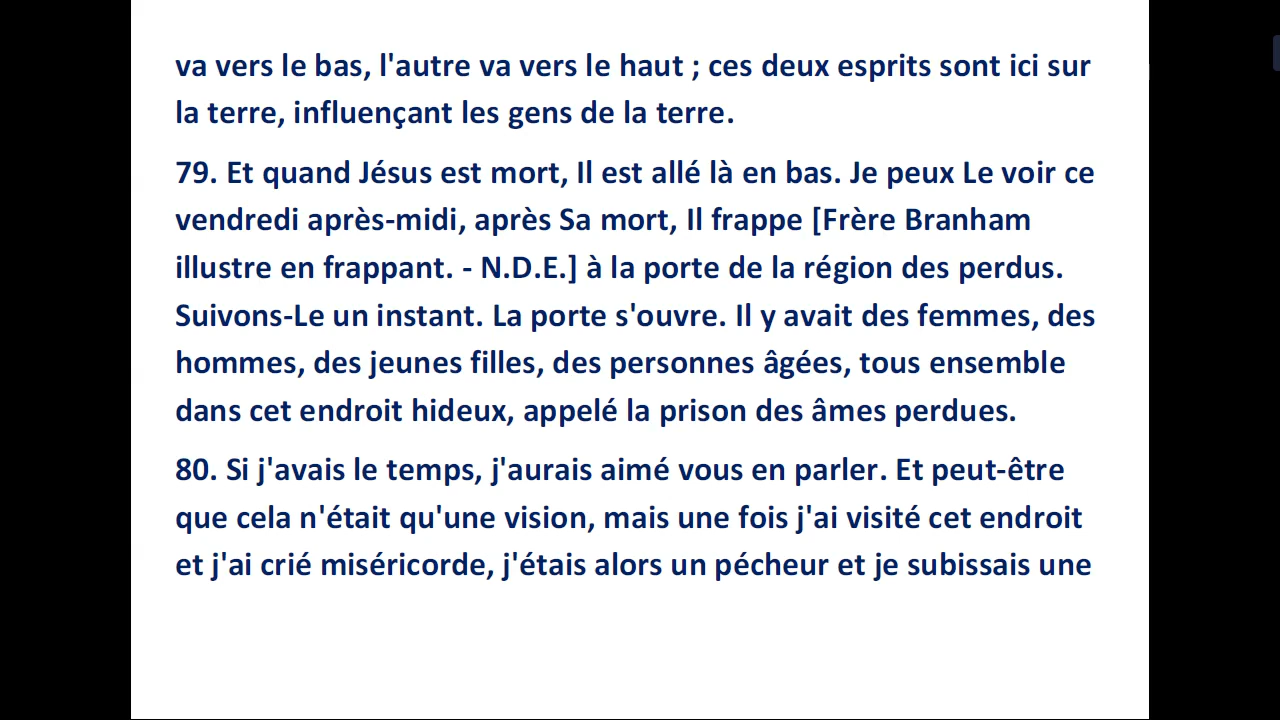 va vers le bas, l'autre va vers le haut ; ces deux esprits sont ici sur
la terre, influençant les gens de la terre.
79. Et quand Jésus est mort, Il est allé là en bas. Je peux Le voir ce
vendredi après-midi, après Sa mort, Il frappe [Frère Branham
illustre en frappant. - N.D.E.] à la porte de la région des perdus.
Suivons-Le un instant. La porte s'ouvre. Il y avait des femmes, des
hommes, des jeunes filles, des personnes âgées, tous ensemble
dans cet endroit hideux, appelé la prison des âmes perdues.
80. Si j'avais le temps, j'aurais aimé vous en parler. Et peut-être
que cela n'était qu'une vision, mais une fois j'ai visité cet endroit
et j'ai crié miséricorde, j'étais alors un pécheur et je subissais une